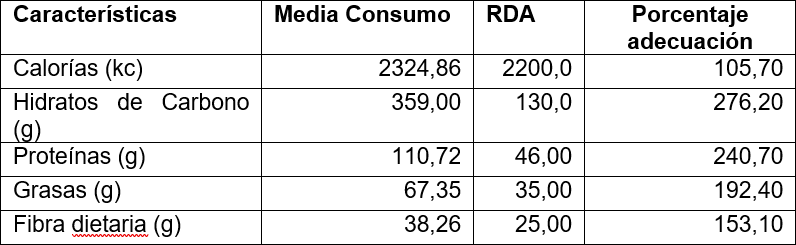 Características Media Consumo RDA Porcentaje
adecuación
Calorías (kc) 2324,86 2200,0 105,70
Hidratos de Carbono 359,00 130,0 276,20
(g)
Proteínas (g) 110,72 46,00 240,70
Grasas (g) 67,35 35,00 192,40
Fibra dietaria (g) 38,26 25,00 153,10